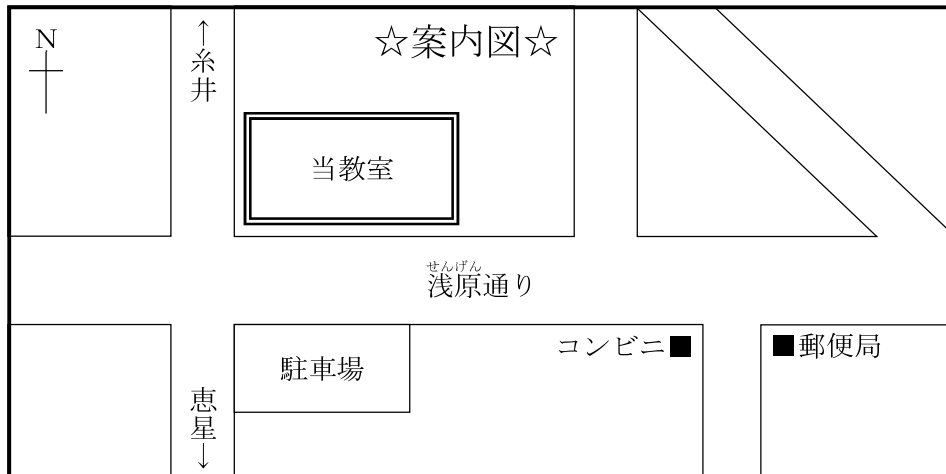 N
↑糸井
☆案内図☆
当教室
せんげん
浅原通り
駐車場
コンビニ■
■郵便局
恵星↓